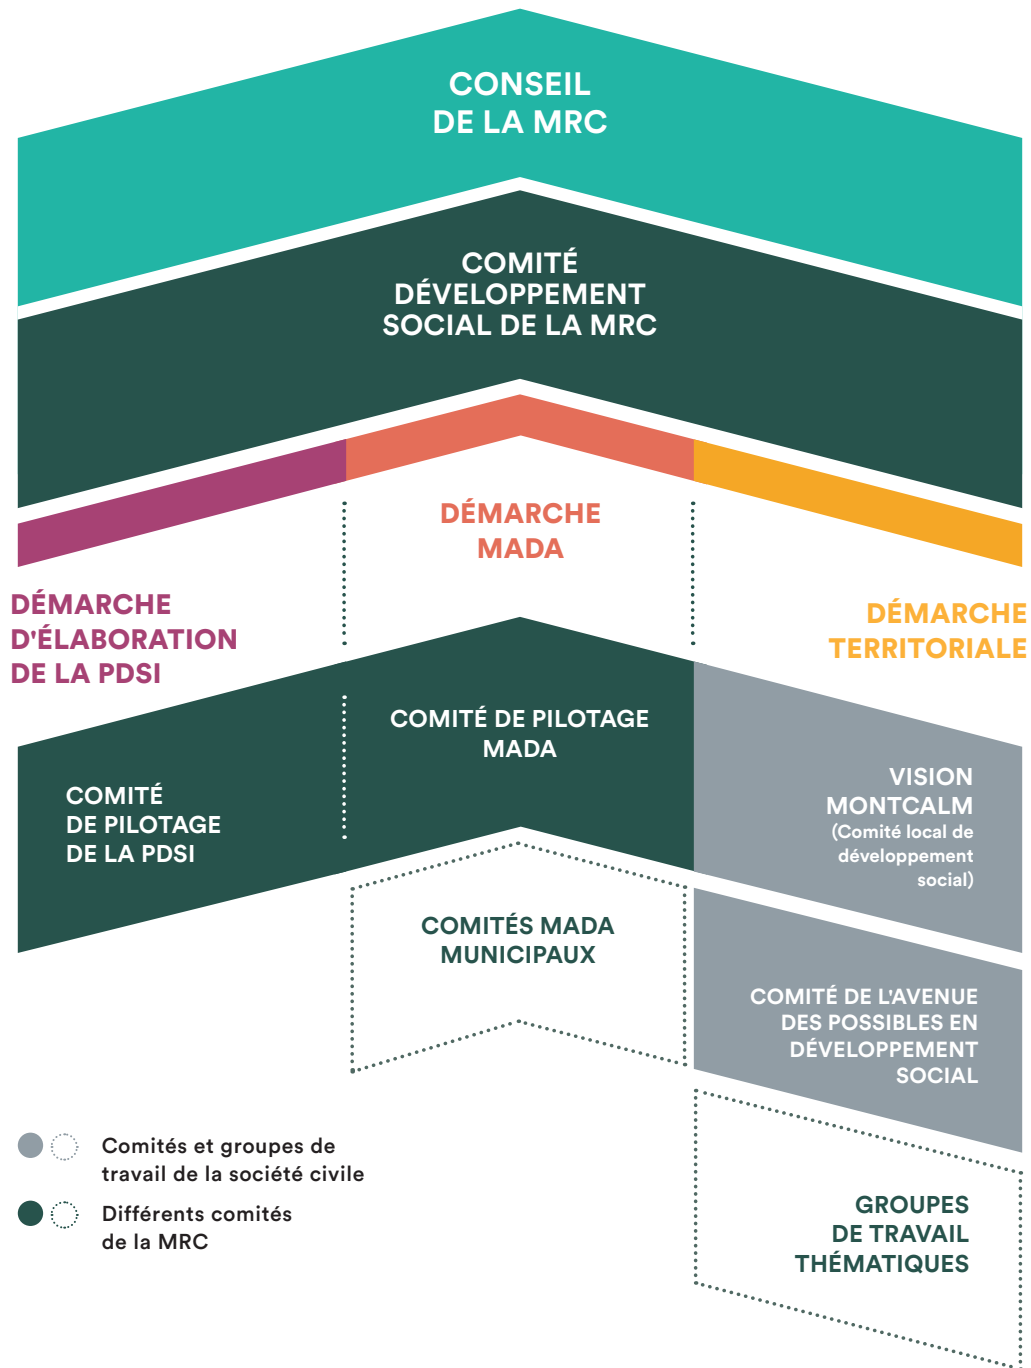 CONSEIL
DE LA MRC
COMITÉ
DÉVELOPPEMENT
SOCIAL DE LA MRC
DÉMARCHE
D'ÉLABORATION
DE LA PDSI
DÉMARCHE
MADA
DÉMARCHE
TERRITORIALE
COMITÉ
DE PILOTAGE
DE LA PDSI
COMITÉ DE PILOTAGE
MADA
VISION
MONTCALM
(Comité local de
développement
social)
COMITÉS MADA
MUNICIPAUX
COMITÉ DE L'AVENUE
DES POSSIBLES EN
DÉVELOPPEMENT
SOCIAL
GROUPES
DE TRAVAIL
THÉMATIQUES
Comités et groupes de
travail de la société civile
Différents comités
de la MRC